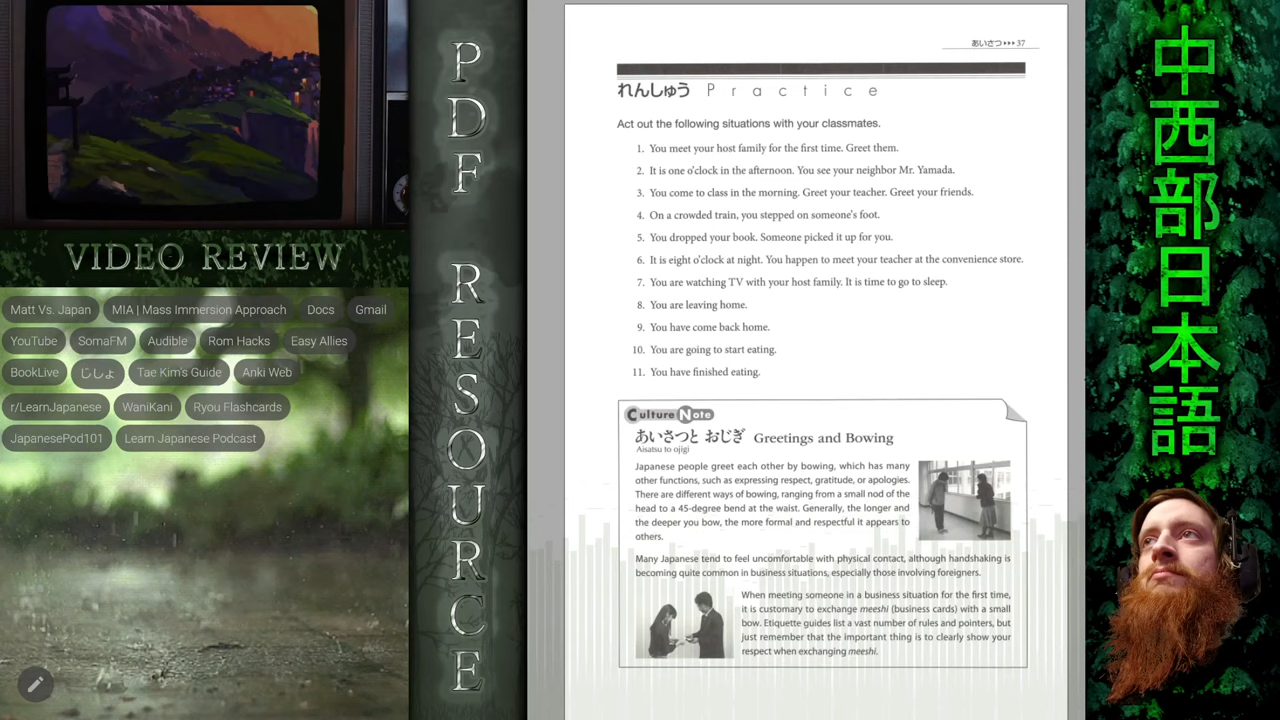 VIDEO REVIEW
Matt Vs. Japan
MIA | Mass Immersion Approach
Docs
Gmail
YouTube
SomaFM
Audible
Rom Hacks
Easy Allies
BookLive
じしょ
Tae Kim's Guide
Anki Web
r/LearnJapanese
WaniKani
Ryou Flashcards
JapanesePod101
Learn Japanese Podcast
PDF RESOURCE
あいさつ▸▸▸37
れんしゅう Practice
Act out the following situations with your classmates.
1. You meet your host family for the first time. Greet them.
2. It is one o'clock in the afternoon. You see your neighbor Mr. Yamada.
3. You come to class in the morning. Greet your teacher. Greet your friends.
4. On a crowded train, you stepped on someone's foot.
5. You dropped your book. Someone picked it up for you.
6. It is eight o'clock at night. You happen to meet your teacher at the convenience store.
7. You are watching TV with your host family. It is time to go to sleep.
8. You are leaving home.
9. You have come back home.
10. You are going to start eating.
11. You have finished eating.
Culture Note
あいさつと おじぎ Greetings and Bowing
Aisatsu to ojigi
Japanese people greet each other by bowing, which has many
other functions, such as expressing respect, gratitude, or apologies.
There are different ways of bowing, ranging from a small nod of the
head to a 45-degree bend at the waist. Generally, the longer and
the deeper you bow, the more formal and respectful it appears to
others.
Many Japanese tend to feel uncomfortable with physical contact, although handshaking is
becoming quite common in business situations, especially those involving foreigners.
When meeting someone in a business situation for the first time,
it is customary to exchange meeshi (business cards) with a small
bow. Etiquette guides list a vast number of rules and pointers, but
just remember that the important thing is to clearly show your
respect when exchanging meeshi.
中西部日本語